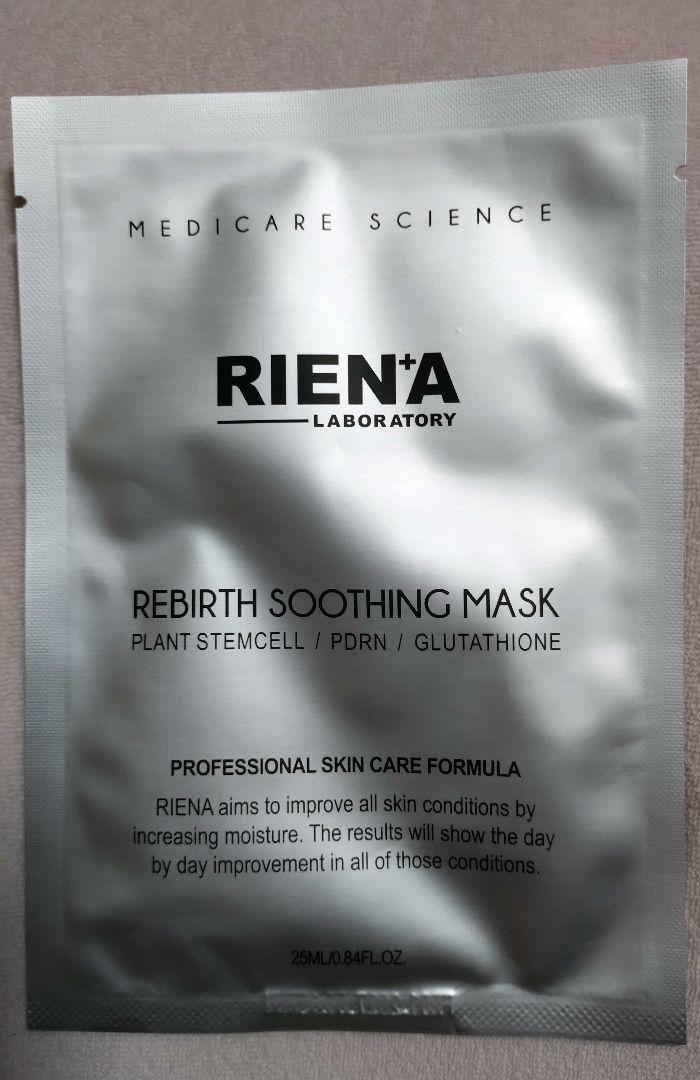 MEDICARE SCIENCE
RIEN+A
LABORATORY
REBIRTH SOOTHING MASK
PLANT STEMCELL / PDRN / GLUTATHIONE
PROFESSIONAL SKIN CARE FORMULA
RIENA aims to improve all skin conditions by
increasing moisture. The results will show the day
by day improvement in all of those conditions.
25ML/0.84FL.OZ.